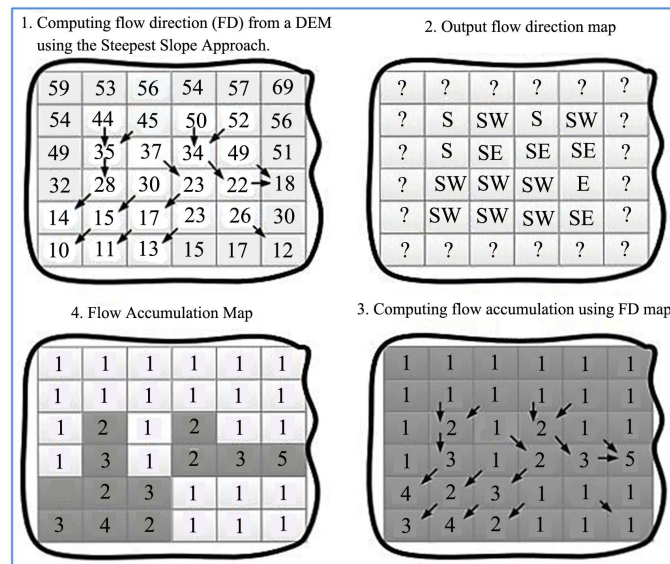 1. Computing flow direction (FD) from a DEM
using the Steepest Slope Approach.
59 53 56 54 57 69
54 44 45 50 52 56
49 35 37 34 49 51
32 28 30 23 22 18
14 15 17 23 26 30
10 11 13 15 17 12
2. Output flow direction map
? ? ? ? ? ?
? S SW S SW ?
? S SE SE SE ?
? SW SW SW E ?
? SW SW SW SE ?
? ? ? ? ? ?
4. Flow Accumulation Map
1 1 1 1 1 1
1 1 1 1 1 1
1 2 1 2 1 1
1 3 1 2 3 5
2 3 1 1 1
3 4 2 1 1 1
3. Computing flow accumulation using FD map
1 1 1 1 1 1
1 1 1 1 1 1
1 2 1 2 1 1
1 3 1 2 3 5
4 2 3 1 1 1
3 4 2 1 1 1